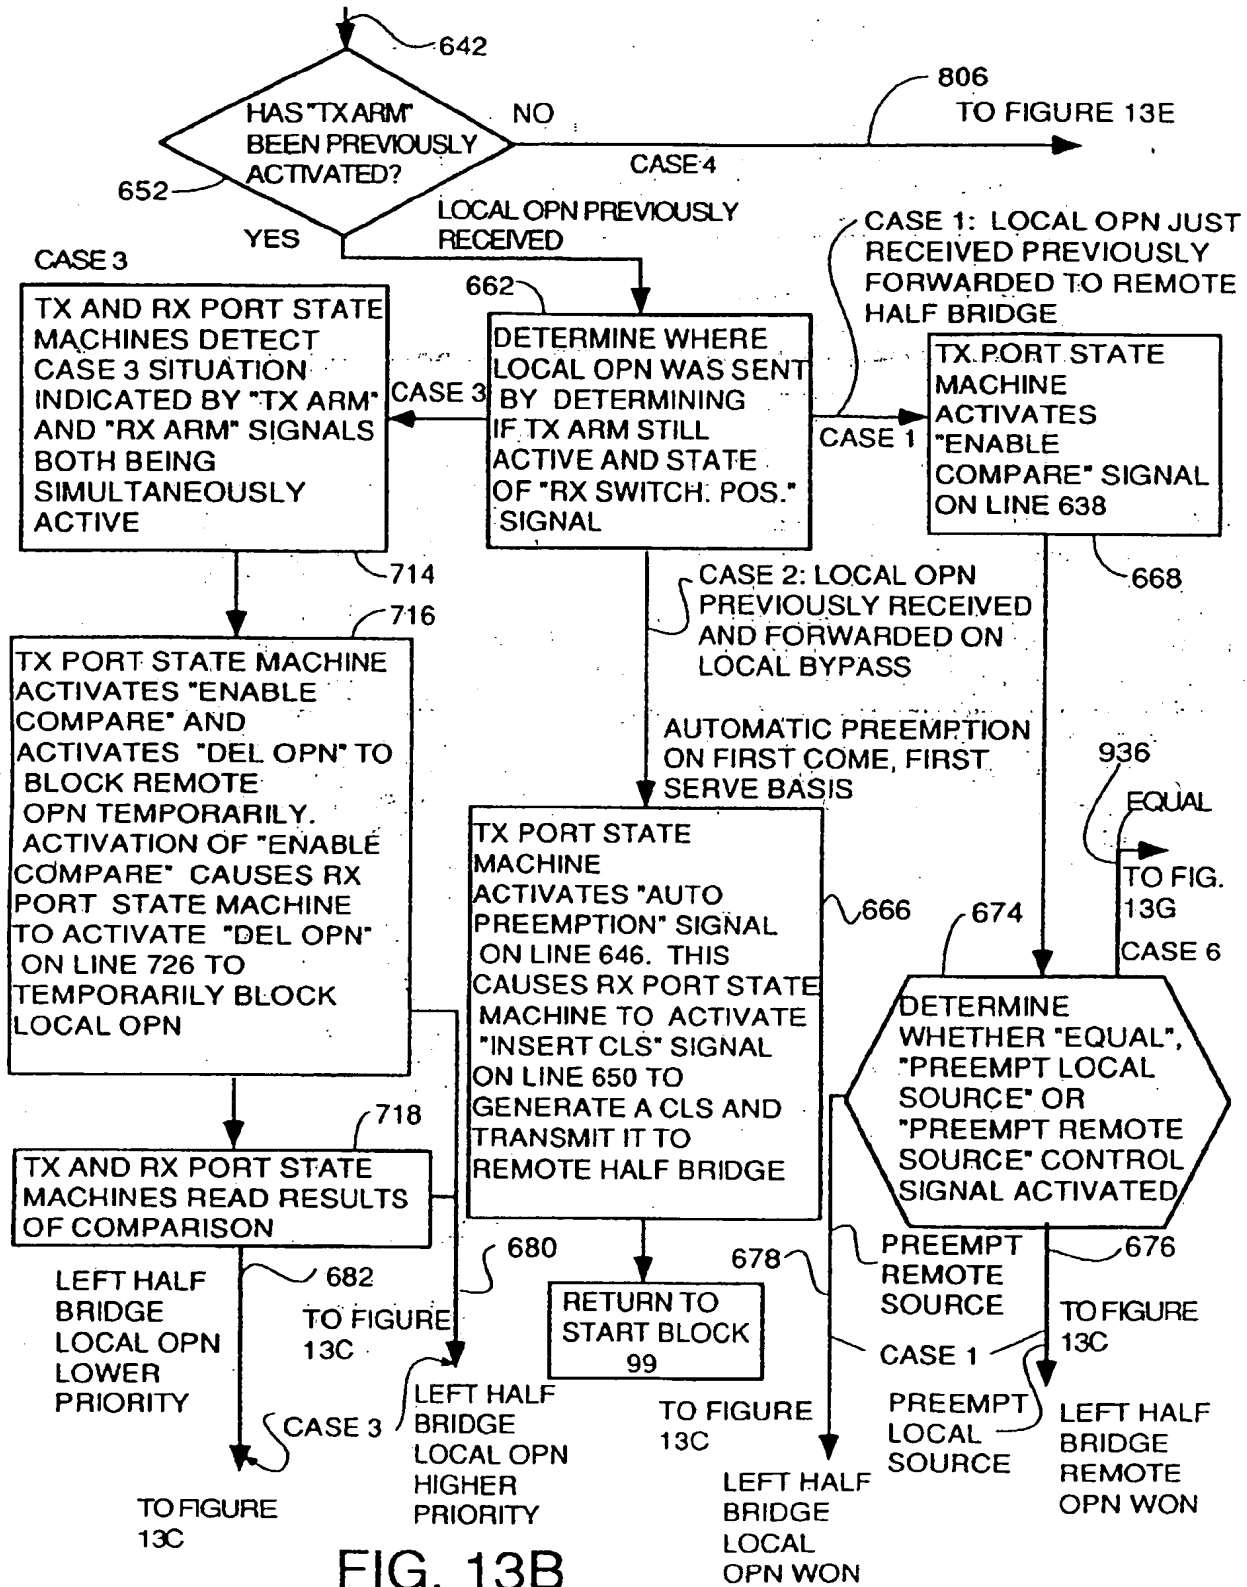 642
HAS "TX ARM"
BEEN PREVIOUSLY
ACTIVATED?
652
NO
CASE 4
806
TO FIGURE 13E
YES
LOCAL OPN PREVIOUSLY
RECEIVED
CASE 1: LOCAL OPN JUST
RECEIVED PREVIOUSLY
FORWARDED TO REMOTE
HALF BRIDGE
CASE 3
TX AND RX PORT STATE
MACHINES DETECT
CASE 3 SITUATION
INDICATED BY "TX ARM"
AND "RX ARM" SIGNALS
BOTH BEING
SIMULTANEOUSLY
ACTIVE
714
CASE 3
662
DETERMINE WHERE
LOCAL OPN WAS SENT
BY DETERMINING
IF TX ARM STILL
ACTIVE AND STATE
OF "RX SWITCH. POS."
SIGNAL
CASE 1
TX PORT STATE
MACHINE
ACTIVATES
"ENABLE
COMPARE" SIGNAL
ON LINE 638
668
CASE 2: LOCAL OPN
PREVIOUSLY RECEIVED
AND FORWARDED ON
LOCAL BYPASS
AUTOMATIC PREEMPTION
ON FIRST COME, FIRST
SERVE BASIS
716
TX PORT STATE MACHINE
ACTIVATES "ENABLE
COMPARE" AND
ACTIVATES "DEL OPN" TO
BLOCK REMOTE
OPN TEMPORARILY.
ACTIVATION OF "ENABLE
COMPARE" CAUSES RX
PORT STATE MACHINE
TO ACTIVATE "DEL OPN"
ON LINE 726 TO
TEMPORARILY BLOCK
LOCAL OPN
TX PORT STATE
MACHINE
ACTIVATES "AUTO
PREEMPTION" SIGNAL
ON LINE 646. THIS
CAUSES RX PORT STATE
MACHINE TO ACTIVATE
"INSERT CLS" SIGNAL
ON LINE 650 TO
GENERATE A CLS AND
TRANSMIT IT TO
REMOTE HALF BRIDGE
666
936
EQUAL
TO FIG.
13G
CASE 6
674
DETERMINE
WHETHER "EQUAL",
"PREEMPT LOCAL
SOURCE" OR
"PREEMPT REMOTE
SOURCE" CONTROL
SIGNAL ACTIVATED
718
TX AND RX PORT STATE
MACHINES READ RESULTS
OF COMPARISON
682
LEFT HALF
BRIDGE
LOCAL OPN
LOWER
PRIORITY
680
TO FIGURE
13C
CASE 3
TO FIGURE
13C
LEFT HALF
BRIDGE
LOCAL OPN
HIGHER
PRIORITY
RETURN TO
START BLOCK
99
678
PREEMPT
REMOTE
SOURCE
676
CASE 1
TO FIGURE
13C
PREEMPT
LOCAL
SOURCE
TO FIGURE
13C
LEFT HALF
BRIDGE
LOCAL
OPN WON
LEFT HALF
BRIDGE
REMOTE
OPN WON
FIG. 13B